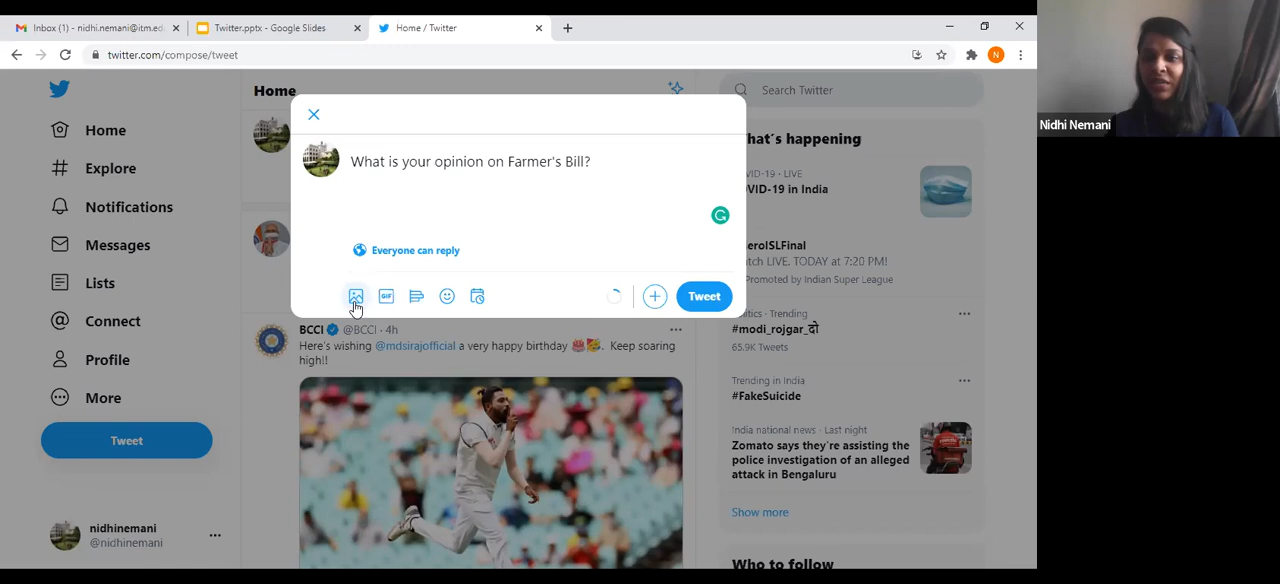 Inbox (1) - nidhi.nemani@itm.ed
Twitter.pptx - Google Slides
Home / Twitter
twitter.com/compose/tweet
N
Nidhi Nemani
Home
Search Twitter
Home
Explore
Notifications
Messages
Lists
Connect
Profile
More
Tweet
nidhinemani
@nidhinemani
What is your opinion on Farmer's Bill?
Everyone can reply
GIF
Tweet
BCCI @BCCI · 4h
Here's wishing @mdsirajofficial a very happy birthday 🎂🥳. Keep soaring
high!!
hat's happening
VID-19 · LIVE
VID-19 in India
seroISLFinal
atch LIVE. TODAY at 7:20 PM!
Promoted by Indian Super League
litics · Trending
#modi_rojgar_दो
65.9K Tweets
Trending in India
#FakeSuicide
India national news · Last night
Zomato says they're assisting the
police investigation of an alleged
attack in Bengaluru
Show more
Who to follow